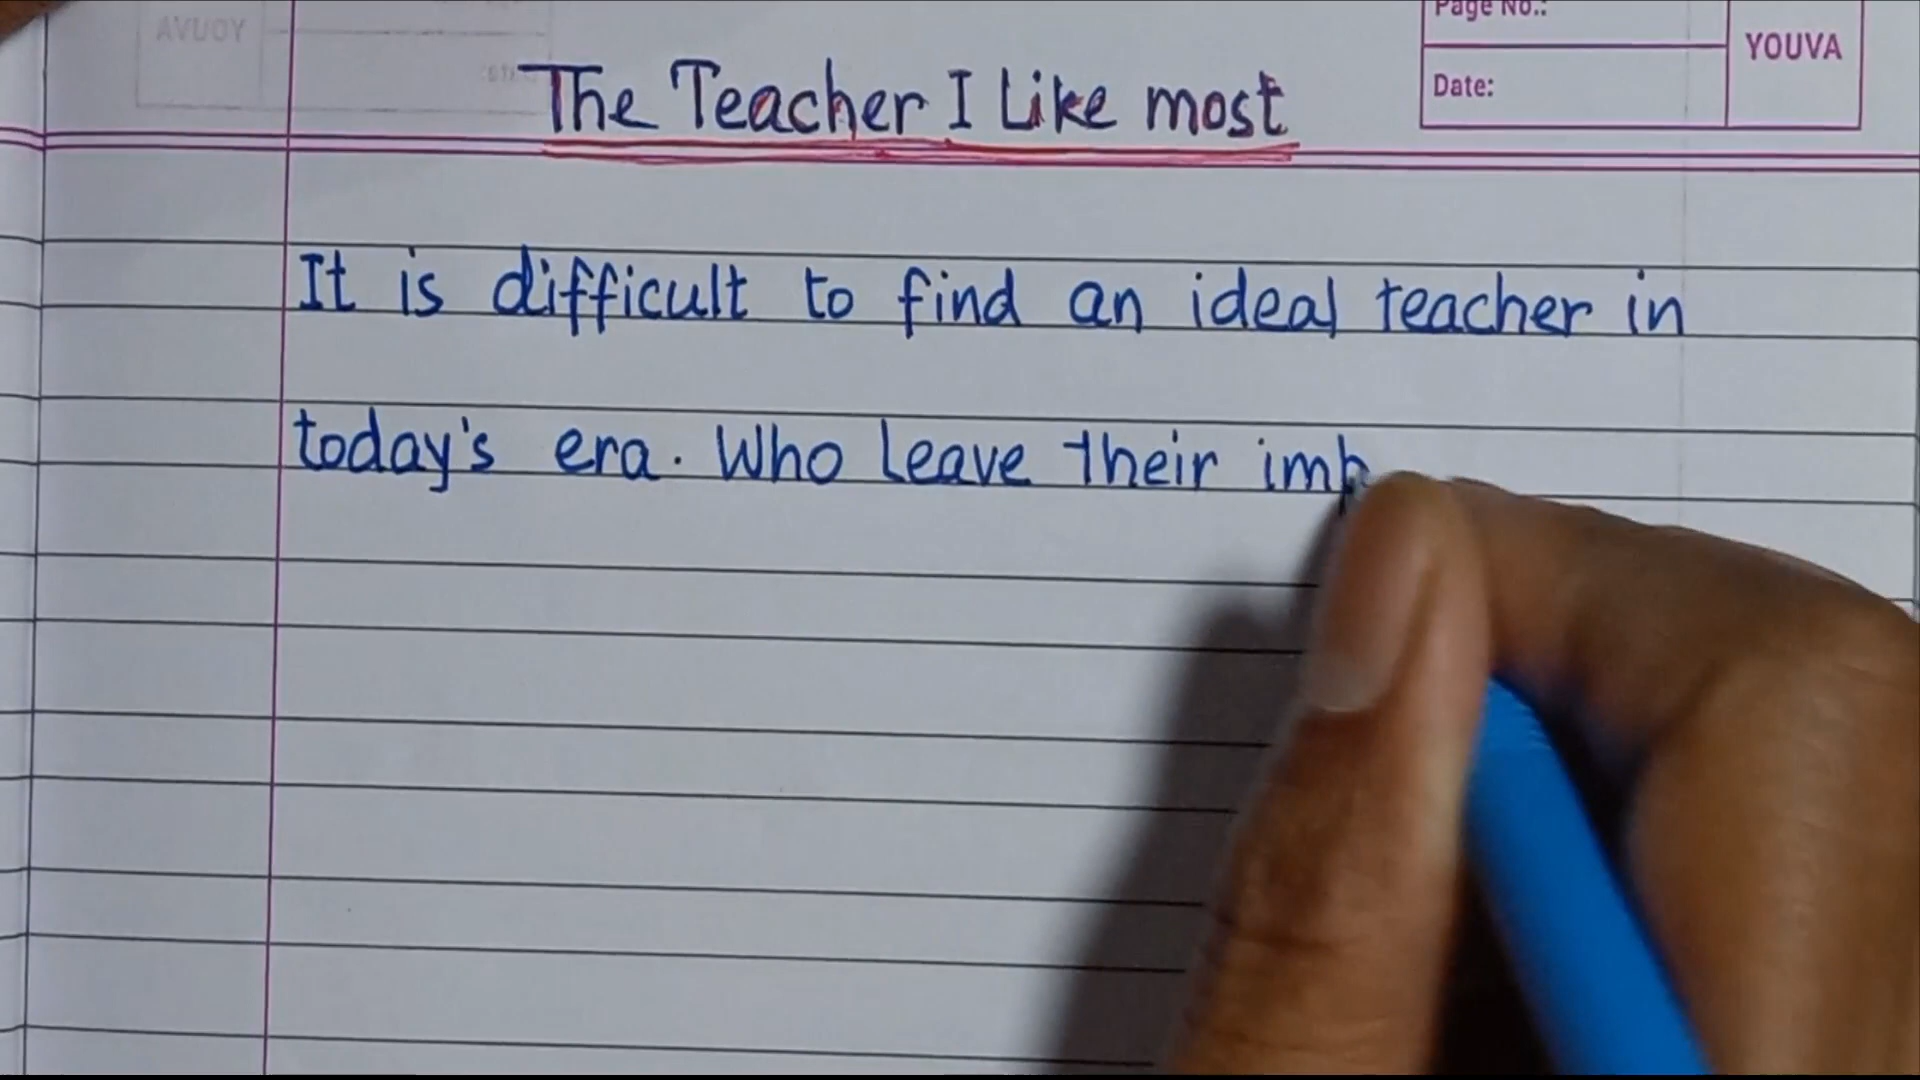 Page No.:
YOUVA
Date:
The Teacher I Like most
It is difficult to find an ideal teacher in
today's era. Who leave their imp